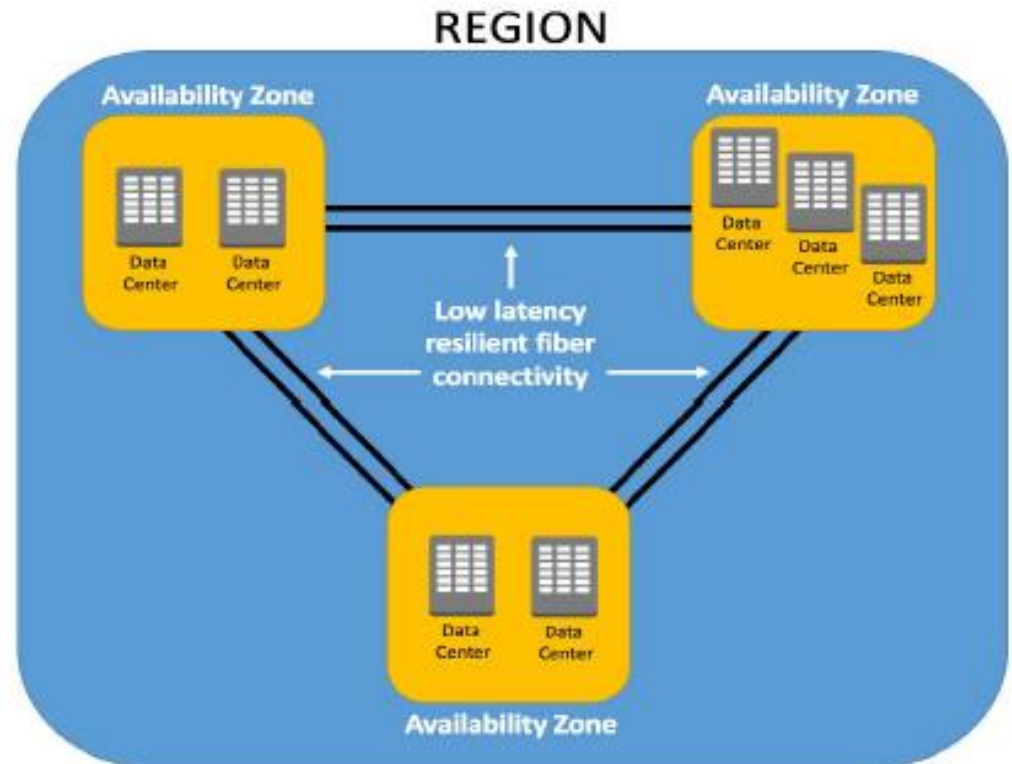 REGION
Availability Zone
Availability Zone
Data
Center
Data
Center
Data
Center
Data
Center
Data
Center
Low latency
resilient fiber
connectivity
Data
Center
Data
Center
Availability Zone